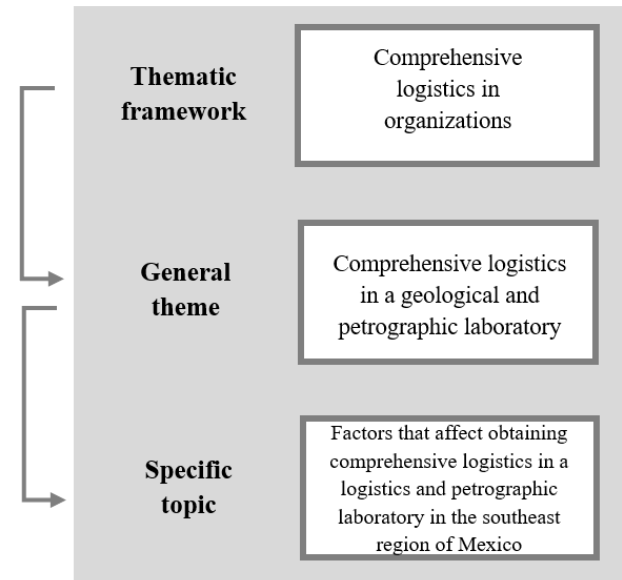 Thematic
framework
Comprehensive
logistics in
organizations
General
theme
Comprehensive logistics
in a geological and
petrographic laboratory
Specific
topic
Factors that affect obtaining
comprehensive logistics in a
logistics and petrographic
laboratory in the southeast
region of Mexico